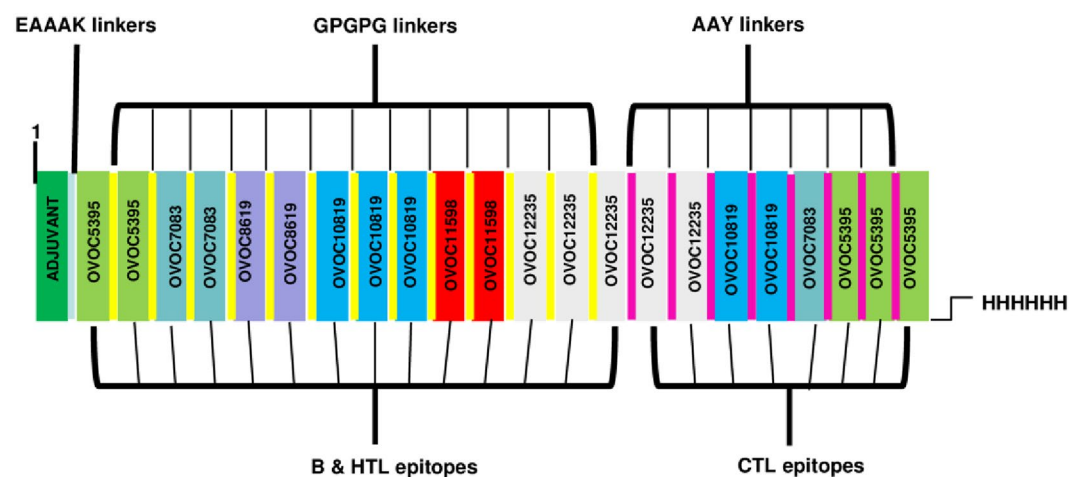 EAAAK linkers
GPGPG linkers
AAY linkers
1
ADJUVANT
OVOC5395
OVOC5395
OVOC7083
OVOC7083
OVOC8619
OVOC8619
OVOC10819
OVOC10819
OVOC10819
OVOC11598
OVOC11598
OVOC12235
OVOC12235
OVOC12235
OVOC12235
OVOC12235
OVOC10819
OVOC10819
OVOC7083
OVOC5395
OVOC5395
OVOC5395
HHHHHH
B & HTL epitopes
CTL epitopes